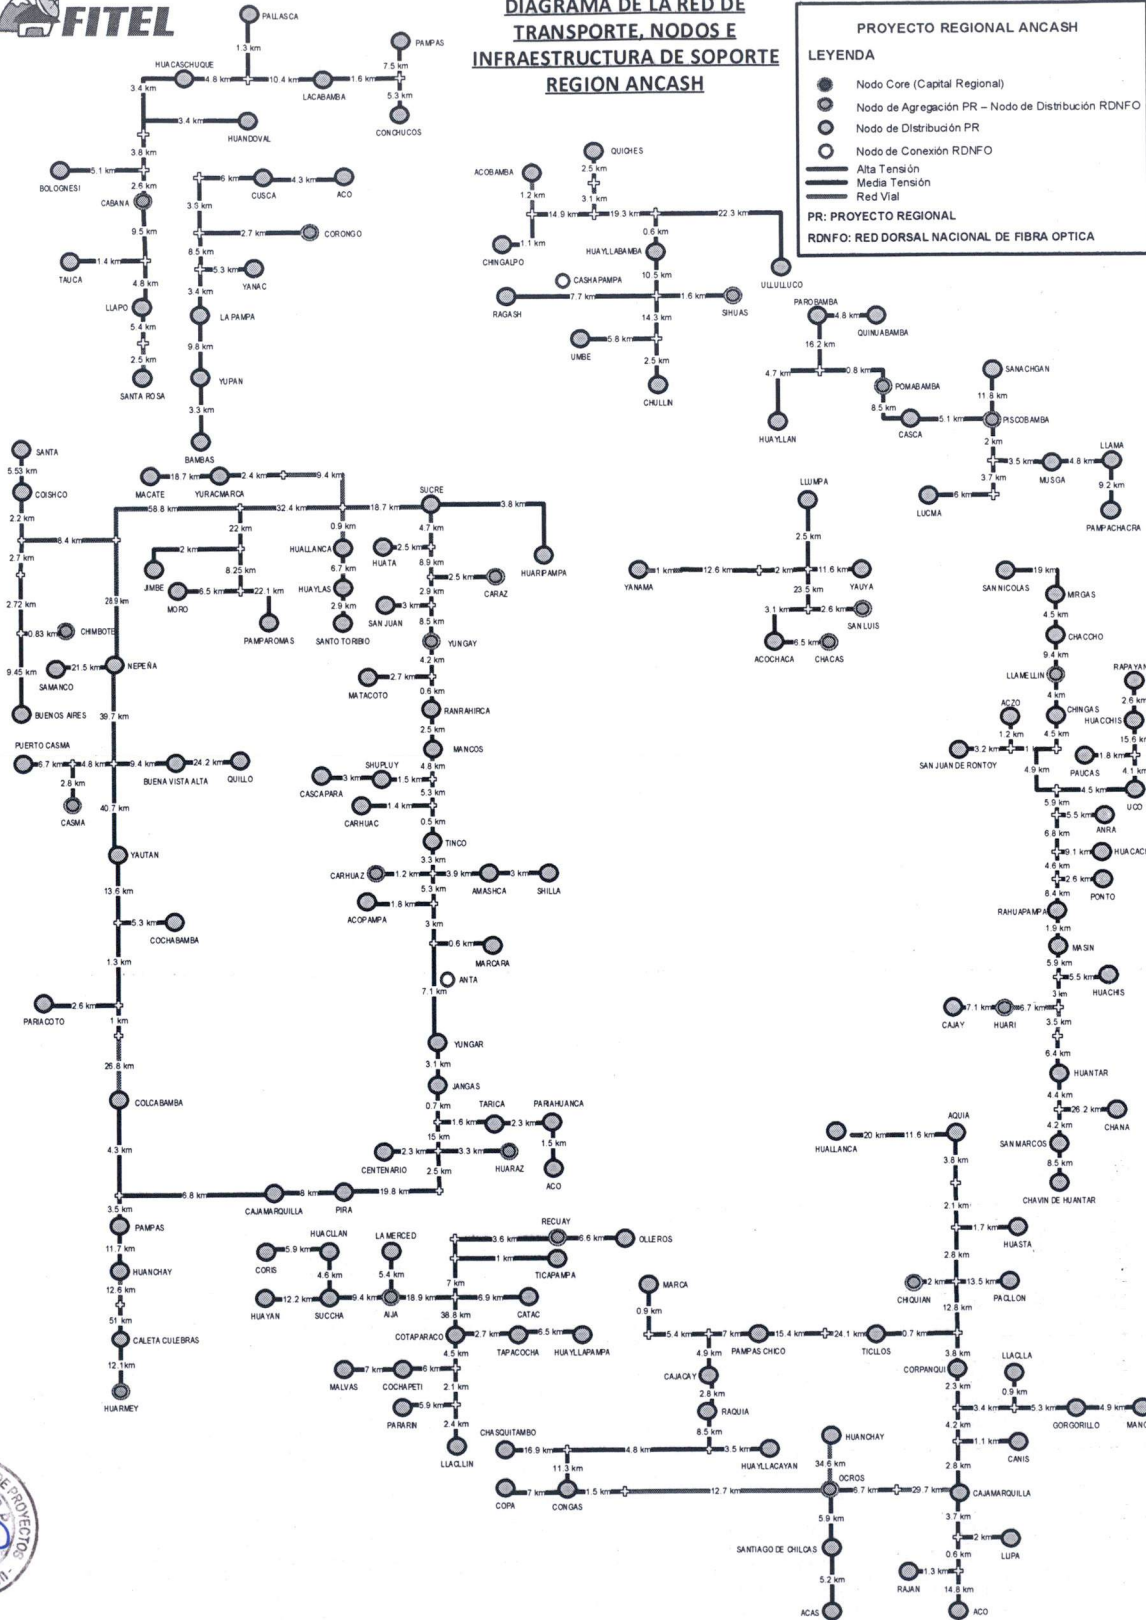 FITEL
DIAGRAMA DE LA RED DE
TRANSPORTE, NODOS E
INFRAESTRUCTURA DE SOPORTE
REGION ANCASH
PROYECTO REGIONAL ANCASH
LEYENDA
Nodo Core (Capital Regional)
Nodo de Agregación PR – Nodo de Distribución RDNFO
Nodo de Distribución PR
Nodo de Conexión RDNFO
Alta Tensión
Media Tensión
Red Vial
PR: PROYECTO REGIONAL
RDNFO: RED DORSAL NACIONAL DE FIBRA OPTICA
PALLASCA
1.3 km
HUACASCHUQUE
4.8 km
10.4 km
LACABAMBA
1.6 km
PAMPAS
7.5 km
5.3 km
CONCHUCOS
3.4 km
3.4 km
HUANDOVAL
3.8 km
BOLOGNESI
5.1 km
2.6 km
CABANA
9.5 km
TAUCA
1.4 km
4.8 km
LLAPO
5.4 km
2.5 km
SANTA ROSA
6 km
CUSCA
4.3 km
ACO
2.7 km
CORONGO
8.5 km
5.3 km
YANAC
3.4 km
LA PAMPA
9.8 km
YUPAN
3.3 km
BAMBAS
ACOBAMBA
1.2 km
QUICHES
2.5 km
3.1 km
14.9 km
19.3 km
22.3 km
1.1 km
CHINGALPO
0.6 km
HUAYLLABAMBA
ULLULLUCO
10.5 km
CASHAPAMPA
RAGASH
7.7 km
1.6 km
SIHUAS
14.3 km
UMBE
5.8 km
2.5 km
CHULLIN
PAROBAMBA
4.8 km
QUINUABAMBA
16.2 km
4.7 km
0.8 km
HUAYLLAN
POMABAMBA
8.5 km
CASCA
5.1 km
PISCOBAMBA
SANACHGAN
11.8 km
2 km
3.5 km
MUSGA
4.8 km
LLAMA
9.2 km
PAMPACHACRA
3.7 km
LUCMA
6 km
SANTA
5.53 km
COISHCO
2.2 km
8.4 km
2.7 km
2.72 km
0.83 km
CHIMBOTE
9.45 km
BUENOS AIRES
MACATE
18.7 km
YURACMARCA
2.4 km
9.4 km
58.8 km
32.4 km
18.7 km
SUCRE
3.8 km
HUARIPAMPA
22 km
2 km
JIMBE
8.25 km
MORO
6.5 km
22.1 km
PAMPAROMAS
0.9 km
HUALLANCA
6.7 km
HUAYLAS
2.9 km
SANTO TORIBIO
4.7 km
HUATA
2.5 km
8.9 km
2.5 km
CARAZ
2.9 km
SAN JUAN
3 km
8.5 km
YUNGAY
4.2 km
MATACOTO
2.7 km
0.6 km
RANRAHIRCA
2.5 km
MANCOS
4.8 km
CASCAPARA
3 km
SHUPLUY
1.5 km
5.3 km
CARHUAC
1.4 km
0.5 km
TINCO
3.3 km
CARHUAZ
1.2 km
3.9 km
AMASHCA
3 km
SHILLA
5.3 km
ACOPAMPA
1.8 km
3 km
0.6 km
MARCARA
ANTA
7.1 km
YUNGAR
3.1 km
JANGAS
0.7 km
1.6 km
TARICA
2.3 km
PARIAHUANCA
1.5 km
ACO
15 km
CENTENARIO
2.3 km
3.3 km
HUARAZ
2.5 km
28.9 km
SAMANCO
21.5 km
NEPEÑA
39.7 km
PUERTO CASMA
6.7 km
4.8 km
2.8 km
CASMA
9.4 km
BUENA VISTA ALTA
24.2 km
QUILLO
40.7 km
YAUTAN
13.6 km
5.3 km
COCHABAMBA
1.3 km
PARIACOTO
2.6 km
1 km
26.8 km
COLCABAMBA
4.3 km
6.8 km
CAJAMARQUILLA
8 km
PIRA
19.8 km
3.5 km
PAMPAS
11.7 km
HUANCHAY
12.6 km
51 km
CALETA CULEBRAS
12.1 km
HUARMEY
LLUMPA
2.5 km
YANAMA
1 km
12.6 km
2 km
11.6 km
YAUYA
23.5 km
3.1 km
2.6 km
SAN LUIS
ACOCHACA
6.5 km
CHACAS
SAN NICOLAS
19 km
MIRGAS
4.5 km
CHACCHO
9.4 km
LLAMELLIN
4 km
CHINGAS
4.5 km
ACZO
1.2 km
SAN JUAN DE RONTOY
3.2 km
4.9 km
RAPAYAN
2.6 km
HUACCHIS
PAUCAS
1.8 km
4.1 km
4.5 km
UCO
5.9 km
5.5 km
ANRA
6.8 km
9.1 km
4.6 km
2.6 km
PONTO
8.4 km
RAHUAPAMPA
1.9 km
MASIN
5.9 km
5.5 km
HUACHIS
3 km
CAJAY
7.1 km
HUARI
6.7 km
3.5 km
6.4 km
HUANTAR
4.4 km
26.2 km
CHANA
4.2 km
SAN MARCOS
8.5 km
CHAVIN DE HUANTAR
HUALLANCA
20 km
11.6 km
AQUIA
3.8 km
2.1 km
1.7 km
HUASTA
2.8 km
CHIQUIAN
2 km
13.5 km
PACLLON
12.8 km
CORIS
5.9 km
HUACLLAN
4.6 km
HUAYAN
12.2 km
SUCCHA
9.4 km
LA MERCED
5.4 km
AIJA
18.9 km
3.6 km
RECUAY
6.6 km
OLLEROS
1 km
TICAPAMPA
7 km
6.9 km
CATAC
38.8 km
COTAPARACO
2.7 km
TAPACOCHA
6.5 km
HUAYLLAPAMPA
4.5 km
MALVAS
7 km
COCHAPETI
6 km
2.1 km
PARARIN
5.9 km
2.4 km
LLACLLIN
MARCA
0.9 km
5.4 km
7 km
PAMPAS CHICO
15.4 km
24.1 km
TICLLOS
0.7 km
4.9 km
CAJACAY
2.8 km
RAQUIA
8.5 km
CHASQUITAMBO
16.9 km
4.8 km
3.5 km
HUAYLLACAYAN
11.3 km
COPA
7 km
CONGAS
1.5 km
12.7 km
HUANCHAY
34.6 km
OCROS
6.7 km
29.7 km
CAJAMARQUILLA
5.9 km
SANTIAGO DE CHILCAS
5.2 km
ACAS
3.8 km
CORPANQUI
2.3 km
3.4 km
LLACLLA
0.9 km
5.3 km
GORGORILLO
4.9 km
4.2 km
1.1 km
CANIS
2.8 km
3.7 km
2 km
LUPA
0.6 km
RAJAN
1.3 km
14.8 km
ACO
DE PROYECTOS